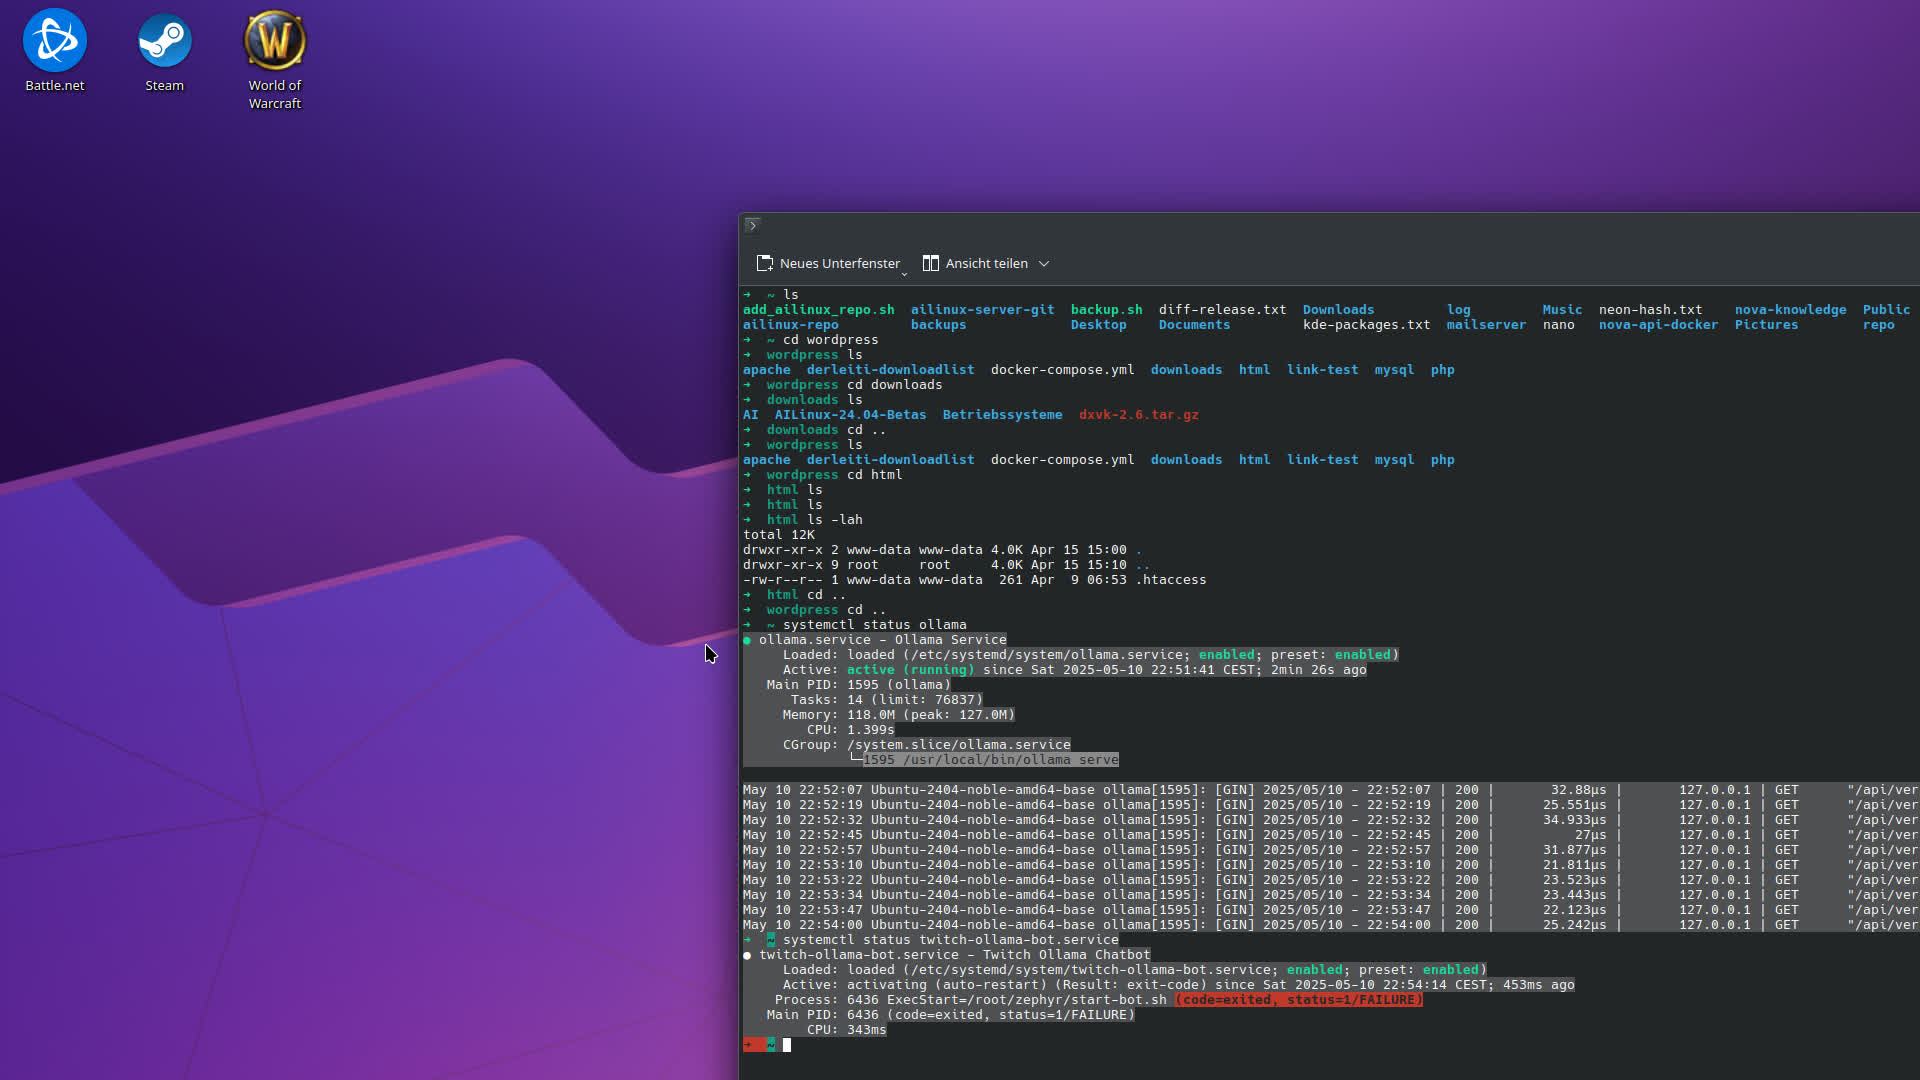 Battle.net
Steam
World of
Warcraft
Neues Unterfenster Ansicht teilen
➜ ~ ls
add_ailinux_repo.sh ailinux-server-git backup.sh diff-release.txt Downloads log Music neon-hash.txt nova-knowledge Public
ailinux-repo backups Desktop Documents kde-packages.txt mailserver nano nova-api-docker Pictures repo
➜ ~ cd wordpress
➜ wordpress ls
apache derleiti-downloadlist docker-compose.yml downloads html link-test mysql php
➜ wordpress cd downloads
➜ downloads ls
AI AILinux-24.04-Betas Betriebssysteme dxvk-2.6.tar.gz
➜ downloads cd ..
➜ wordpress ls
apache derleiti-downloadlist docker-compose.yml downloads html link-test mysql php
➜ wordpress cd html
➜ html ls
➜ html ls
➜ html ls -lah
total 12K
drwxr-xr-x 2 www-data www-data 4.0K Apr 15 15:00 .
drwxr-xr-x 9 root root 4.0K Apr 15 15:10 ..
-rw-r--r-- 1 www-data www-data 261 Apr 9 06:53 .htaccess
➜ html cd ..
➜ wordpress cd ..
➜ ~ systemctl status ollama
● ollama.service - Ollama Service
Loaded: loaded (/etc/systemd/system/ollama.service; enabled; preset: enabled)
Active: active (running) since Sat 2025-05-10 22:51:41 CEST; 2min 26s ago
Main PID: 1595 (ollama)
Tasks: 14 (limit: 76837)
Memory: 118.0M (peak: 127.0M)
CPU: 1.399s
CGroup: /system.slice/ollama.service
└─1595 /usr/local/bin/ollama serve
May 10 22:52:07 Ubuntu-2404-noble-amd64-base ollama[1595]: [GIN] 2025/05/10 - 22:52:07 | 200 | 32.88µs | 127.0.0.1 | GET "/api/ver
May 10 22:52:19 Ubuntu-2404-noble-amd64-base ollama[1595]: [GIN] 2025/05/10 - 22:52:19 | 200 | 25.551µs | 127.0.0.1 | GET "/api/ver
May 10 22:52:32 Ubuntu-2404-noble-amd64-base ollama[1595]: [GIN] 2025/05/10 - 22:52:32 | 200 | 34.933µs | 127.0.0.1 | GET "/api/ver
May 10 22:52:45 Ubuntu-2404-noble-amd64-base ollama[1595]: [GIN] 2025/05/10 - 22:52:45 | 200 | 27µs | 127.0.0.1 | GET "/api/ver
May 10 22:52:57 Ubuntu-2404-noble-amd64-base ollama[1595]: [GIN] 2025/05/10 - 22:52:57 | 200 | 31.877µs | 127.0.0.1 | GET "/api/ver
May 10 22:53:10 Ubuntu-2404-noble-amd64-base ollama[1595]: [GIN] 2025/05/10 - 22:53:10 | 200 | 21.811µs | 127.0.0.1 | GET "/api/ver
May 10 22:53:22 Ubuntu-2404-noble-amd64-base ollama[1595]: [GIN] 2025/05/10 - 22:53:22 | 200 | 23.523µs | 127.0.0.1 | GET "/api/ver
May 10 22:53:34 Ubuntu-2404-noble-amd64-base ollama[1595]: [GIN] 2025/05/10 - 22:53:34 | 200 | 23.443µs | 127.0.0.1 | GET "/api/ver
May 10 22:53:47 Ubuntu-2404-noble-amd64-base ollama[1595]: [GIN] 2025/05/10 - 22:53:47 | 200 | 22.123µs | 127.0.0.1 | GET "/api/ver
May 10 22:54:00 Ubuntu-2404-noble-amd64-base ollama[1595]: [GIN] 2025/05/10 - 22:54:00 | 200 | 25.242µs | 127.0.0.1 | GET "/api/ver
➜ ~ systemctl status twitch-ollama-bot.service
● twitch-ollama-bot.service - Twitch Ollama Chatbot
Loaded: loaded (/etc/systemd/system/twitch-ollama-bot.service; enabled; preset: enabled)
Active: activating (auto-restart) (Result: exit-code) since Sat 2025-05-10 22:54:14 CEST; 453ms ago
Process: 6436 ExecStart=/root/zephyr/start-bot.sh (code=exited, status=1/FAILURE)
Main PID: 6436 (code=exited, status=1/FAILURE)
CPU: 343ms
➜ ~